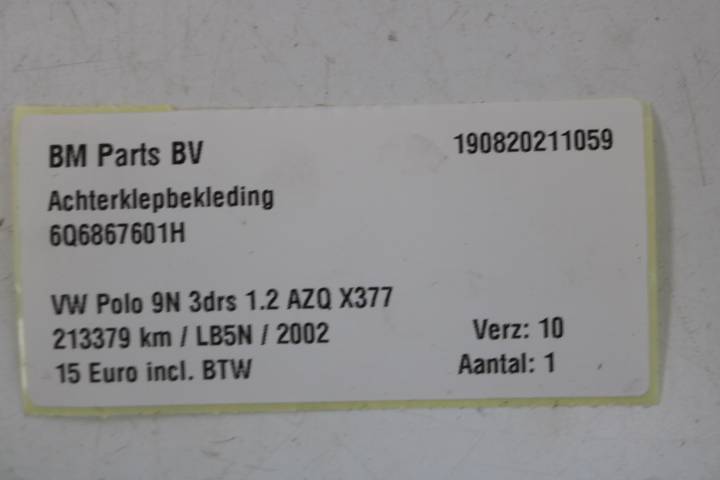 BM Parts BV 190820211059
Achterklepbekleding
6Q6867601H
VW Polo 9N 3drs 1.2 AZQ X377
213379 km / LB5N / 2002 Verz: 10
15 Euro incl. BTW Aantal: 1